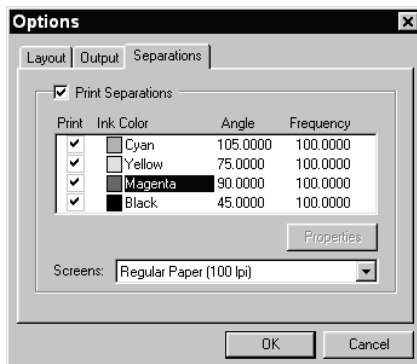 Options
Layout Output Separations
Print Separations
Print Ink Color Angle Frequency
Cyan 105.0000 100.0000
Yellow 75.0000 100.0000
Magenta 90.0000 100.0000
Black 45.0000 100.0000
Properties
Screens: Regular Paper (100 lpi)
OK Cancel